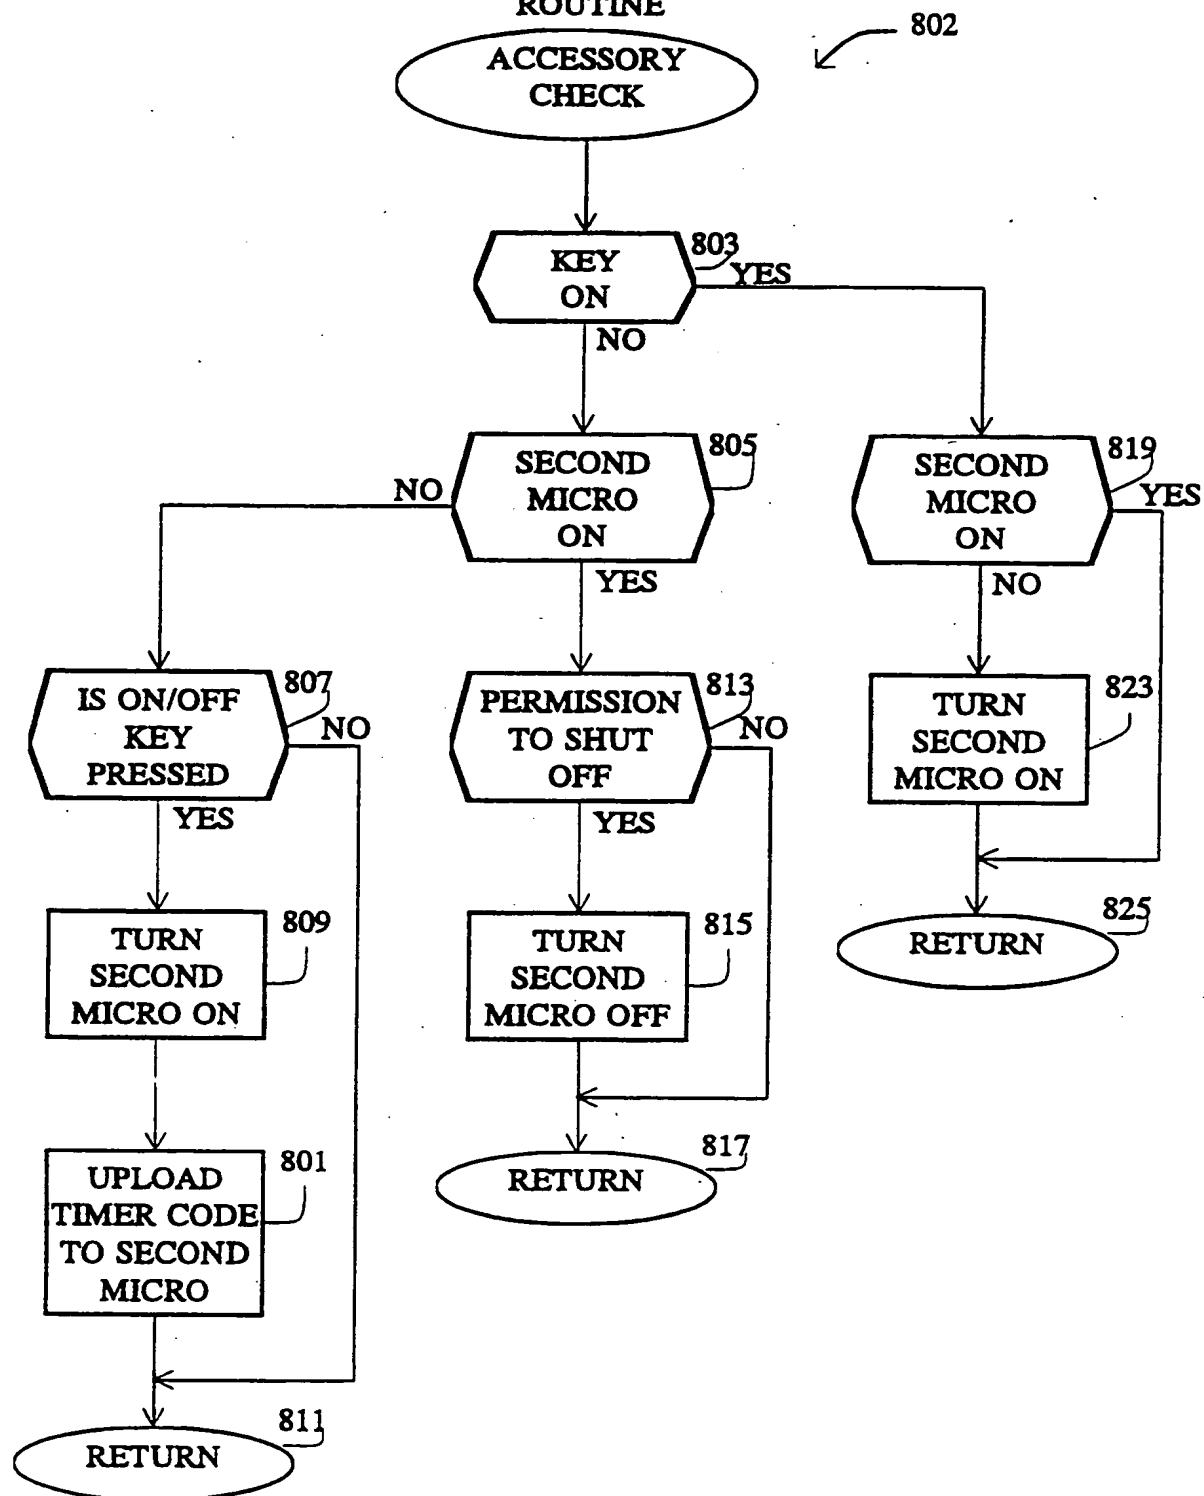 ROUTINE
802
ACCESSORY
CHECK
803
KEY
ON
YES
NO
805
SECOND
MICRO
ON
NO
YES
819
SECOND
MICRO
ON
YES
NO
807
IS ON/OFF
KEY
PRESSED
NO
YES
813
PERMISSION
TO SHUT
OFF
NO
YES
823
TURN
SECOND
MICRO ON
809
TURN
SECOND
MICRO ON
815
TURN
SECOND
MICRO OFF
825
RETURN
801
UPLOAD
TIMER CODE
TO SECOND
MICRO
817
RETURN
811
RETURN